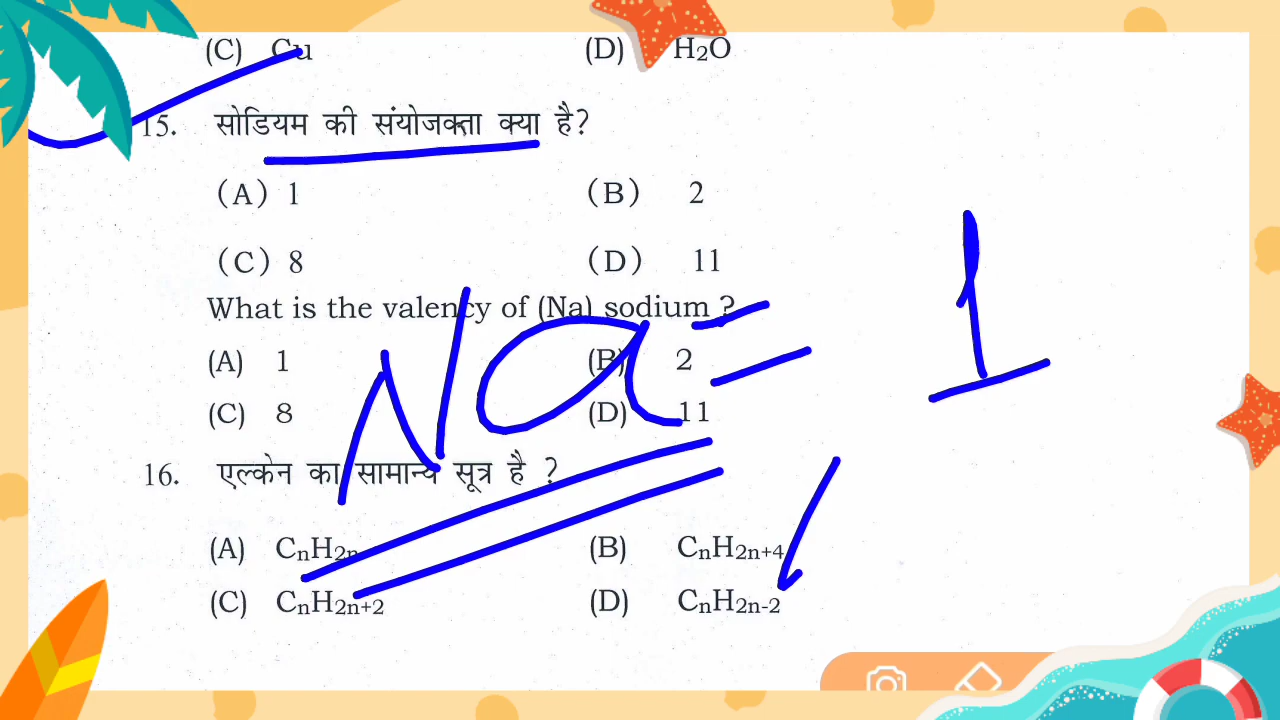 (C) Cu (D) H₂O
15. सोडियम की संयोजक्ता क्या है?
(A) 1 (B) 2
(C) 8 (D) 11
What is the valency of (Na) sodium ?
(A) 1 (B) 2
(C) 8 (D) 11
Na = 1
16. एल्केन का सामान्य सूत्र है ?
(A) CₙH₂ₙ (B) CₙH₂ₙ₊₄
(C) CₙH₂ₙ₊₂ (D) CₙH₂ₙ₋₂